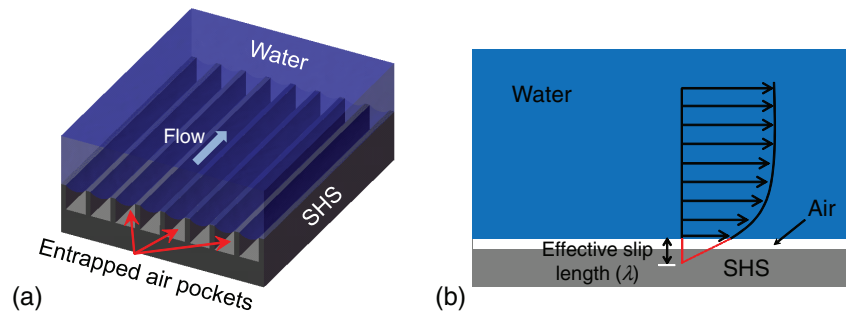 Water
Flow
SHS
Entrapped air pockets
(a)
Water
Air
Effective slip
length (λ)
SHS
(b)